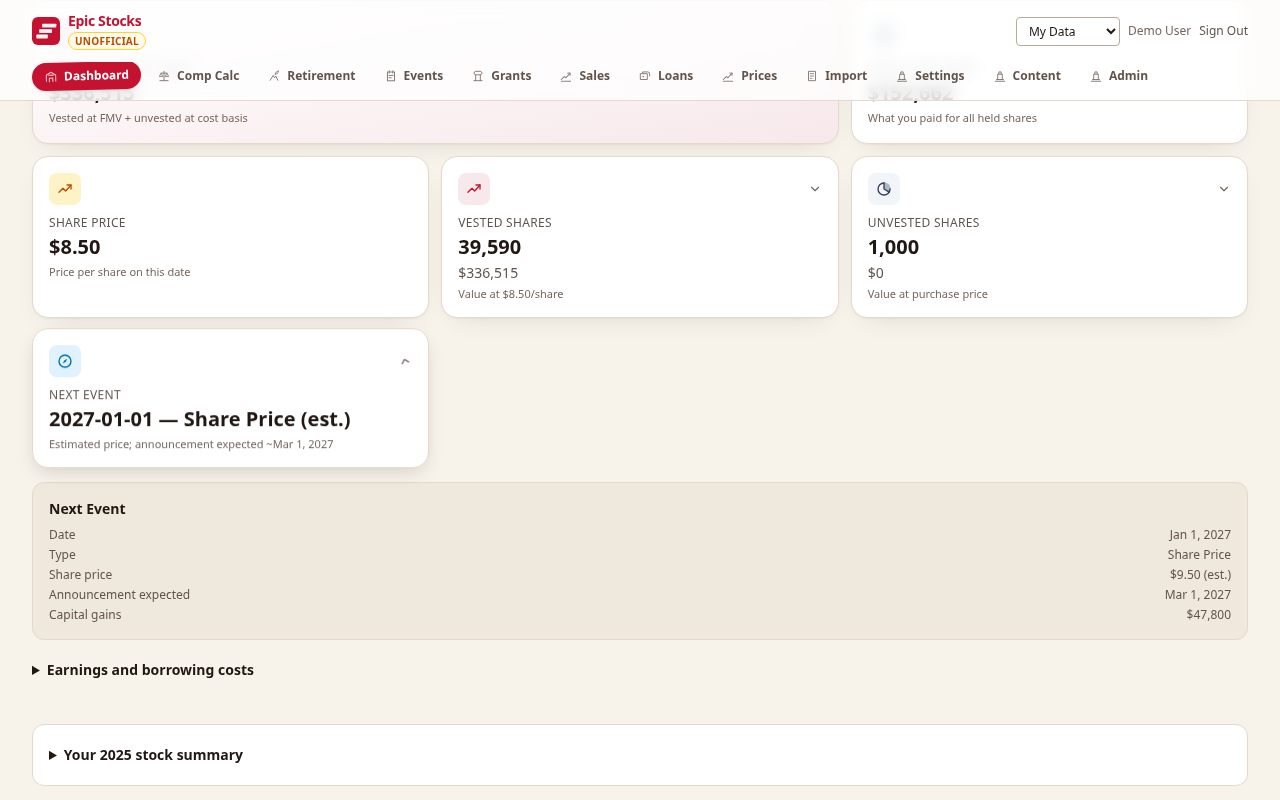 Epic Stocks
UNOFFICIAL
My Data
Demo User
Sign Out
Dashboard
Comp Calc
Retirement
Events
Grants
Sales
Loans
Prices
Import
Settings
Content
Admin
$336,515
$152,662
Vested at FMV + unvested at cost basis
What you paid for all held shares
SHARE PRICE
$8.50
Price per share on this date
VESTED SHARES
39,590
$336,515
Value at $8.50/share
UNVESTED SHARES
1,000
$0
Value at purchase price
NEXT EVENT
2027-01-01 — Share Price (est.)
Estimated price; announcement expected ~Mar 1, 2027
Next Event
Date Jan 1, 2027
Type Share Price
Share price $9.50 (est.)
Announcement expected Mar 1, 2027
Capital gains $47,800
Earnings and borrowing costs
Your 2025 stock summary